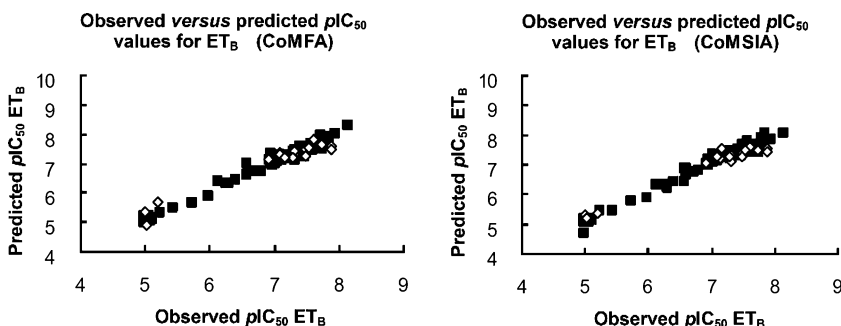 Observed versus predicted pIC50
values for ETB (CoMFA)
10
9
8
7
6
5
4
Predicted pIC50 ETB
4 5 6 7 8 9
Observed pIC50 ETB
Observed versus predicted pIC50
values for ETB (CoMSIA)
10
9
8
7
6
5
4
Predicted pIC50 ETB
4 5 6 7 8 9
Observed pIC50 ETB